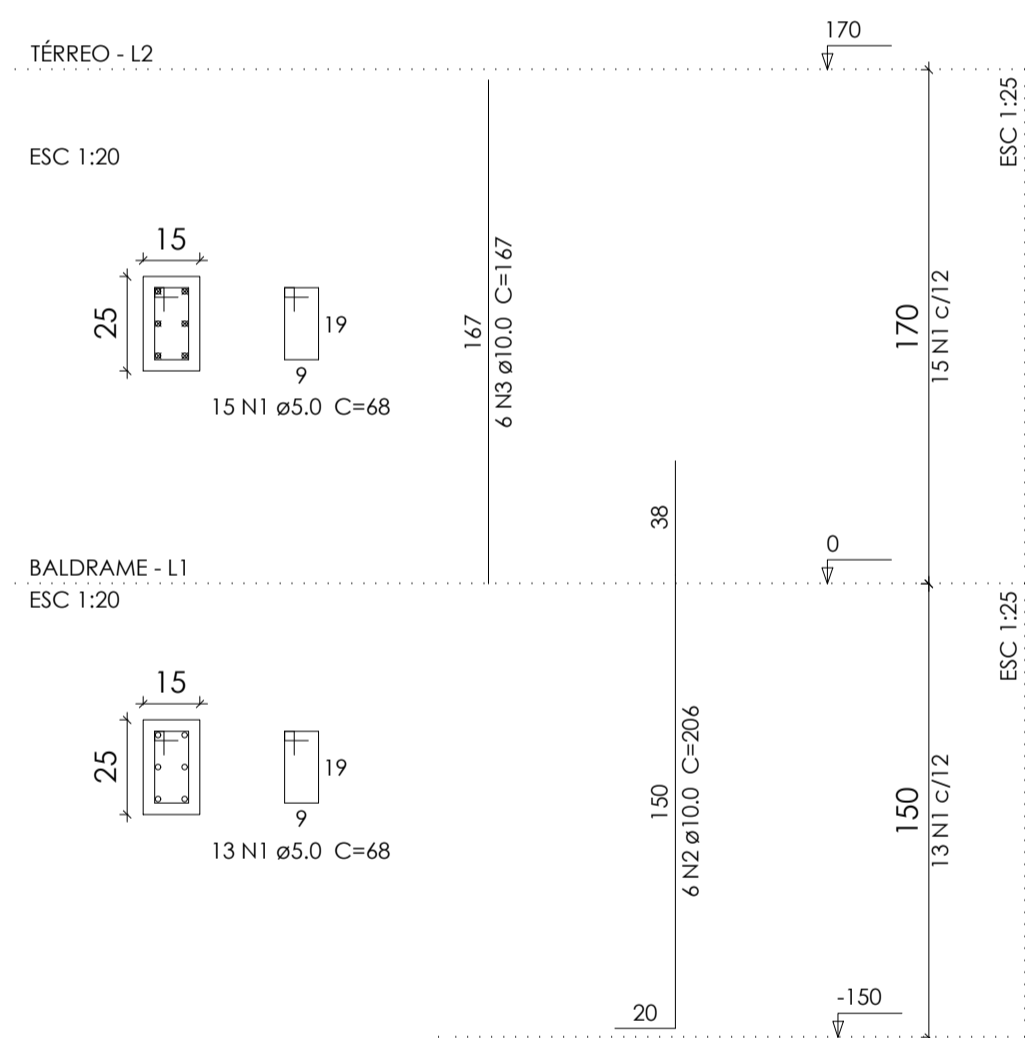 TÉRREO - L2
170
ESC 1:20
ESC 1:25
15
25
19
9
15 N1 ø5.0 C=68
167
6 N3 ø10.0 C=167
170
15 N1 c/12
38
0
BALDRAME - L1
ESC 1:20
ESC 1:25
15
25
19
9
13 N1 ø5.0 C=68
150
6 N2 ø10.0 C=206
150
13 N1 c/12
20
-150